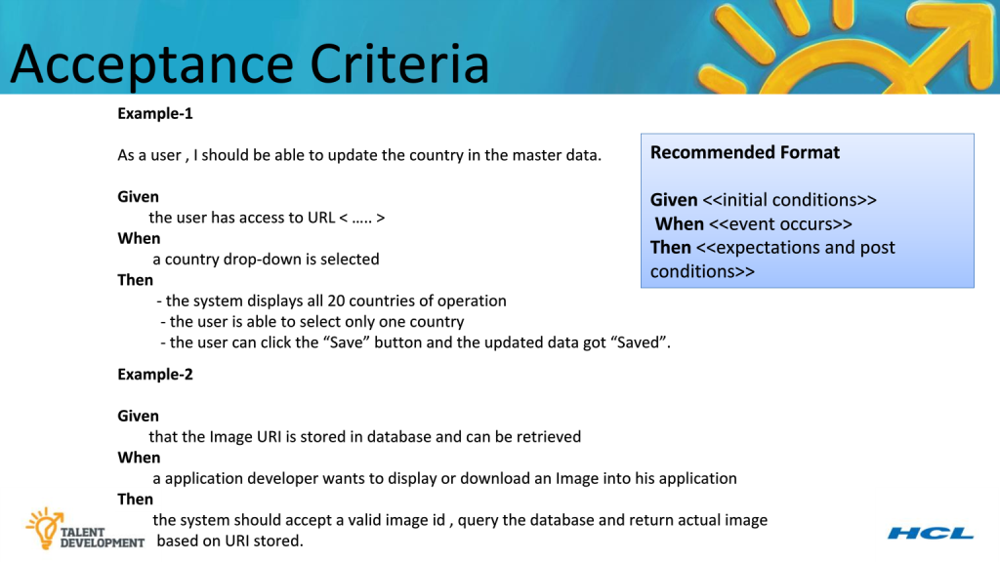 Acceptance Criteria
Example-1
As a user , I should be able to update the country in the master data.
Given
the user has access to URL < ..... >
When
a country drop-down is selected
Then
- the system displays all 20 countries of operation
- the user is able to select only one country
- the user can click the “Save” button and the updated data got “Saved”.
Recommended Format
Given <<initial conditions>>
When <<event occurs>>
Then <<expectations and post
conditions>>
Example-2
Given
that the Image URI is stored in database and can be retrieved
When
a application developer wants to display or download an Image into his application
Then
the system should accept a valid image id , query the database and return actual image
based on URI stored.
TALENT
DEVELOPMENT
HCL